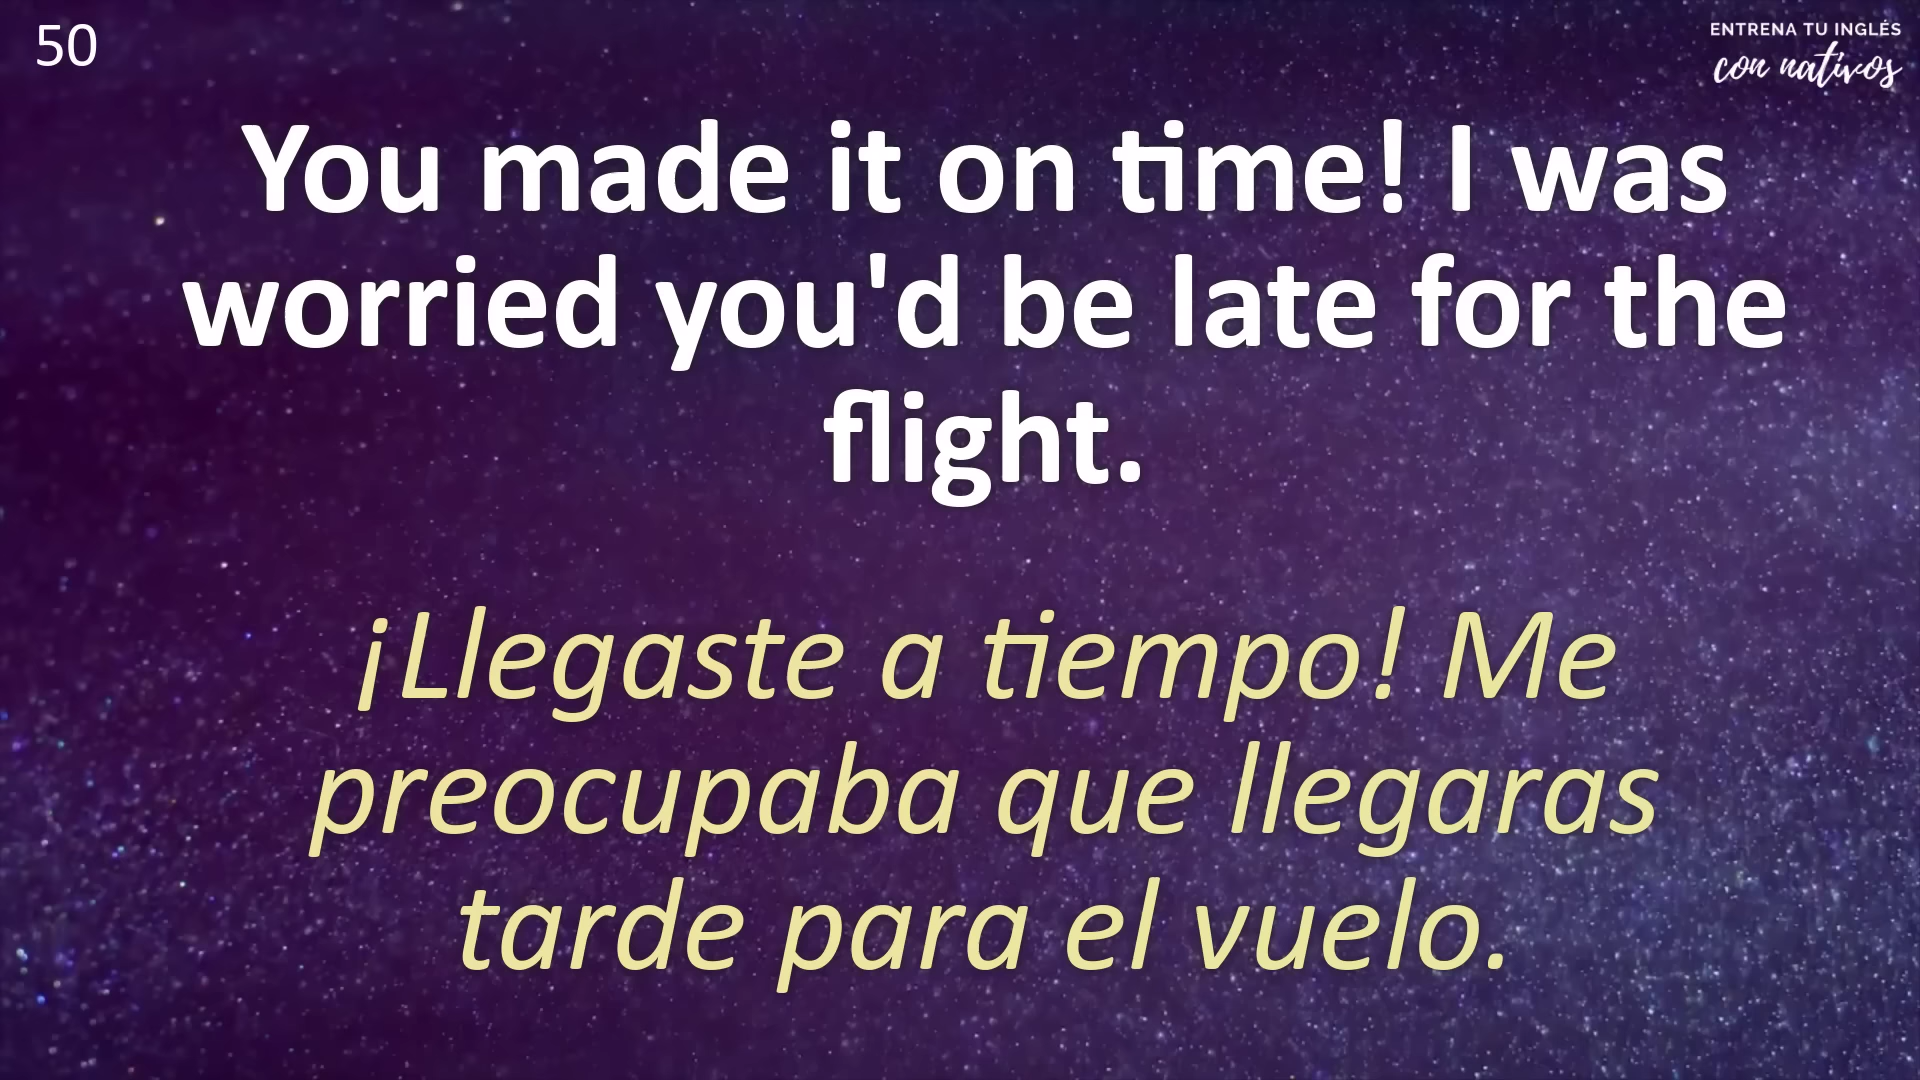 50
ENTRENA TU INGLÉS
con nativos
You made it on time! I was
worried you'd be late for the
flight.
¡Llegaste a tiempo! Me
preocupaba que llegaras
tarde para el vuelo.